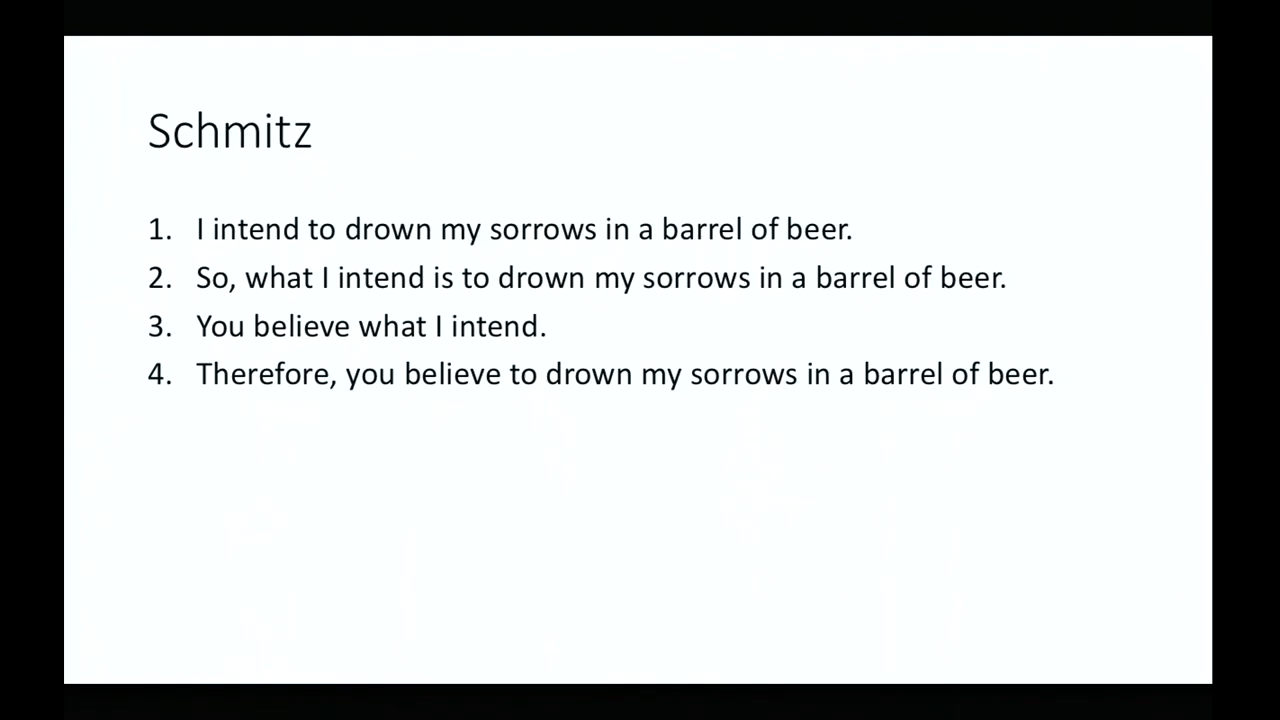 Schmitz
1. I intend to drown my sorrows in a barrel of beer.
2. So, what I intend is to drown my sorrows in a barrel of beer.
3. You believe what I intend.
4. Therefore, you believe to drown my sorrows in a barrel of beer.